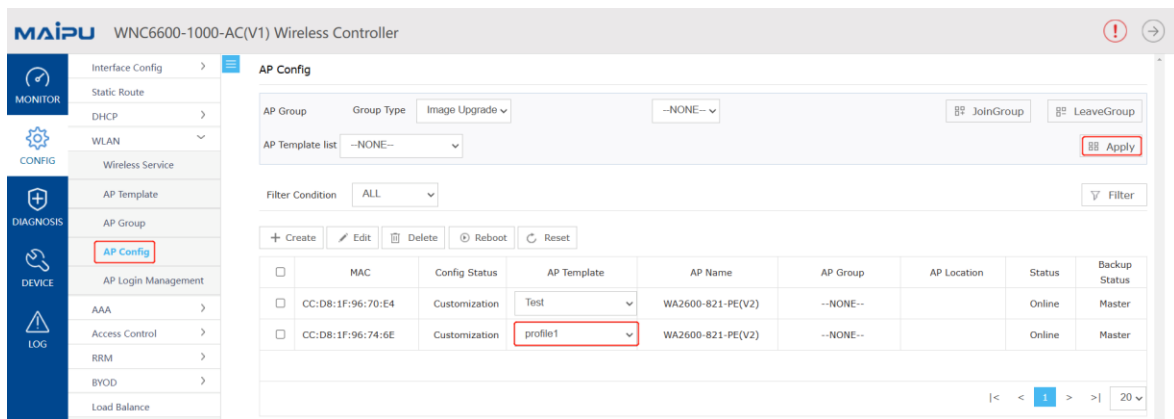 MAIPU WNC6600-1000-AC(V1) Wireless Controller
MONITOR
CONFIG
DIAGNOSIS
DEVICE
LOG
Interface Config
Static Route
DHCP
WLAN
Wireless Service
AP Template
AP Group
AP Config
AP Login Management
AAA
Access Control
RRM
BYOD
Load Balance
AP Config
AP Group Group Type Image Upgrade --NONE-- JoinGroup LeaveGroup
AP Template list --NONE-- Apply
Filter Condition ALL Filter
+ Create Edit Delete Reboot Reset
MAC Config Status AP Template AP Name AP Group AP Location Status Backup Status
CC:D8:1F:96:70:E4 Customization Test WA2600-821-PE(V2) --NONE-- Online Master
CC:D8:1F:96:74:6E Customization profile1 WA2600-821-PE(V2) --NONE-- Online Master
|< < 1 > >| 20